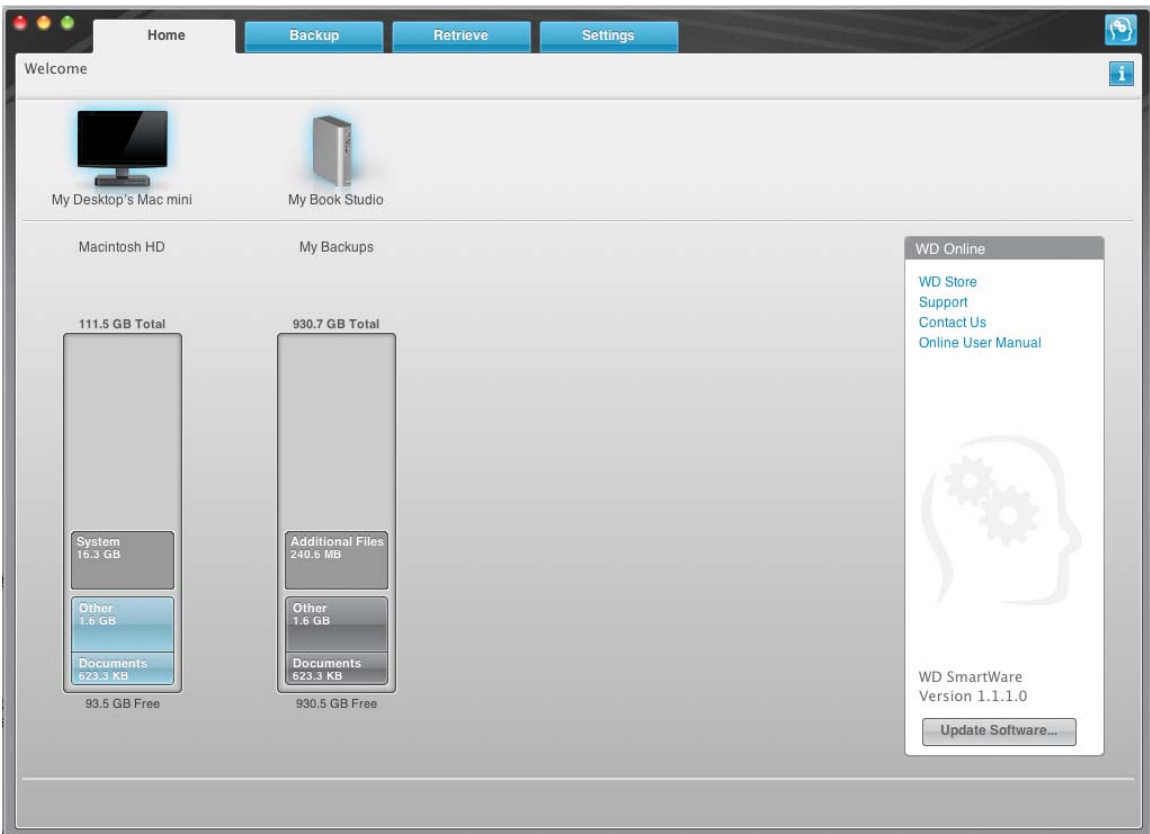 Home
Backup
Retrieve
Settings
Welcome
i
My Desktop's Mac mini
My Book Studio
Macintosh HD
My Backups
111.5 GB Total
930.7 GB Total
System
16.3 GB
Other
1.6 GB
Documents
623.3 KB
93.5 GB Free
Additional Files
240.6 MB
Other
1.6 GB
Documents
623.3 KB
930.5 GB Free
WD Online
WD Store
Support
Contact Us
Online User Manual
WD SmartWare
Version 1.1.1.0
Update Software...